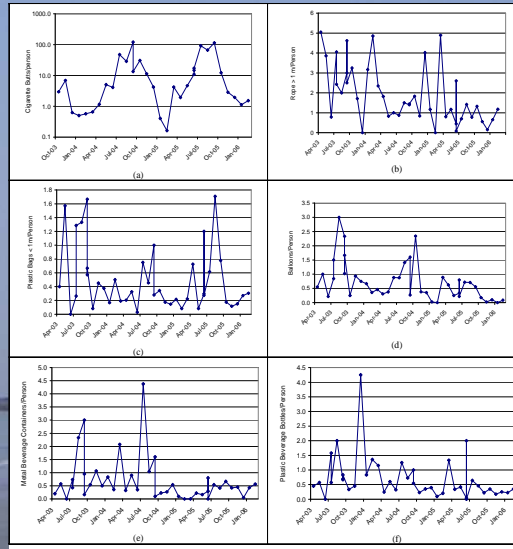 1000.0
100.0
10.0
1.0
0.1
Cigarette Butts/person
Oct-03 Jan-04 Apr-04 Jul-04 Oct-04 Jan-05 Apr-05 Jul-05 Oct-05 Jan-06
(a)
6
5
4
3
2
1
0
Rope > 1 m/Person
Apr-03 Jul-03 Oct-03 Jan-04 Apr-04 Jul-04 Oct-04 Jan-05 Apr-05 Jul-05 Oct-05 Jan-06
(b)
1.8
1.6
1.4
1.2
1.0
0.8
0.6
0.4
0.2
0.0
Plastic Bags < 1m/Person
Apr-03 Jul-03 Oct-03 Jan-04 Apr-04 Jul-04 Oct-04 Jan-05 Apr-05 Jul-05 Oct-05 Jan-06
(c)
3.5
3.0
2.5
2.0
1.5
1.0
0.5
0.0
Balloons/Person
Apr-03 Jul-03 Oct-03 Jan-04 Apr-04 Jul-04 Oct-04 Jan-05 Apr-05 Jul-05 Oct-05 Jan-06
(d)
5.0
4.5
4.0
3.5
3.0
2.5
2.0
1.5
1.0
0.5
0.0
Metal Beverage Containers/Person
Apr-03 Jul-03 Oct-03 Jan-04 Apr-04 Jul-04 Oct-04 Jan-05 Apr-05 Jul-05 Oct-05 Jan-06
(e)
4.5
4.0
3.5
3.0
2.5
2.0
1.5
1.0
0.5
0.0
Plastic Beverage Bottles/Person
Apr-03 Jul-03 Oct-03 Jan-04 Apr-04 Jul-04 Oct-04 Jan-05 Apr-05 Jul-05 Oct-05 Jan-06
(f)